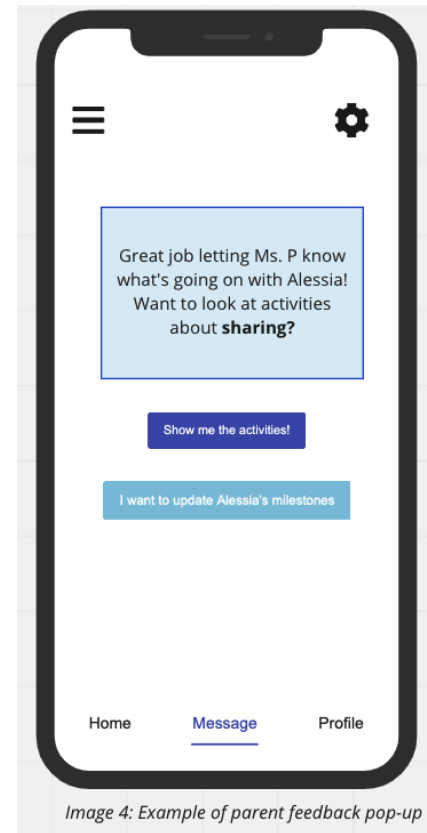 Great job letting Ms. P know
what's going on with Alessia!
Want to look at activities
about sharing?
Show me the activities!
I want to update Alessia's milestones
Home Message Profile
Image 4: Example of parent feedback pop-up